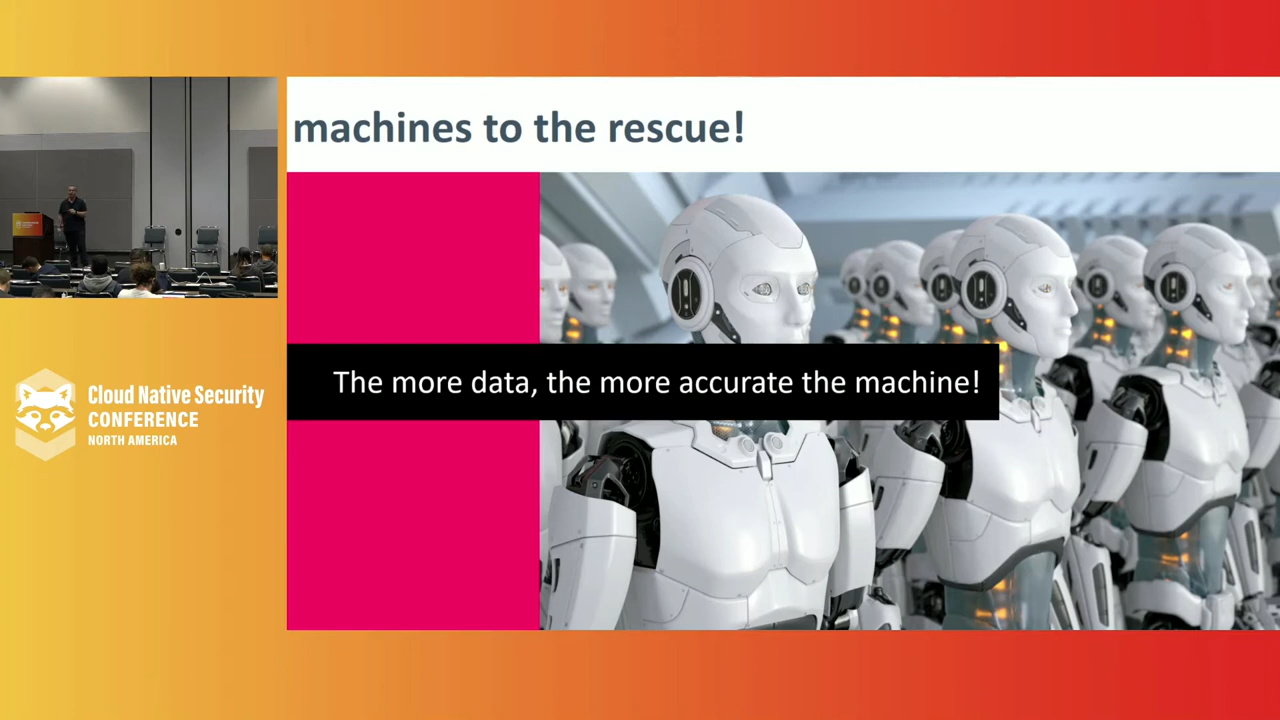 machines to the rescue!
The more data, the more accurate the machine!
Cloud Native Security
CONFERENCE
NORTH AMERICA